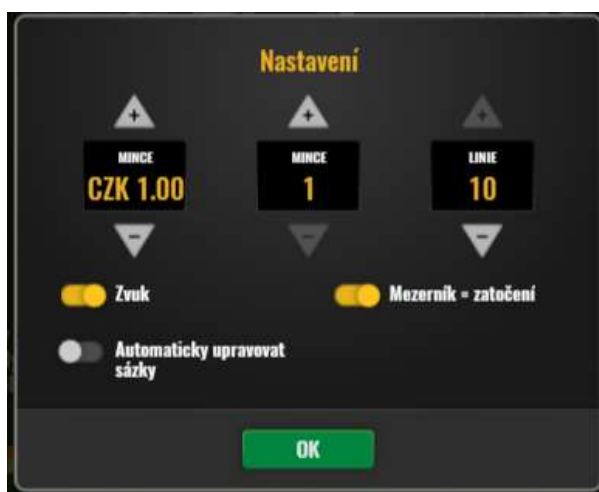 Nastavení
+ + +
MINCE MINCE LINIE
CZK 1.00 1 10
- - -
Zvuk Mezerník = zatočení
Automaticky upravovat
sázky
OK